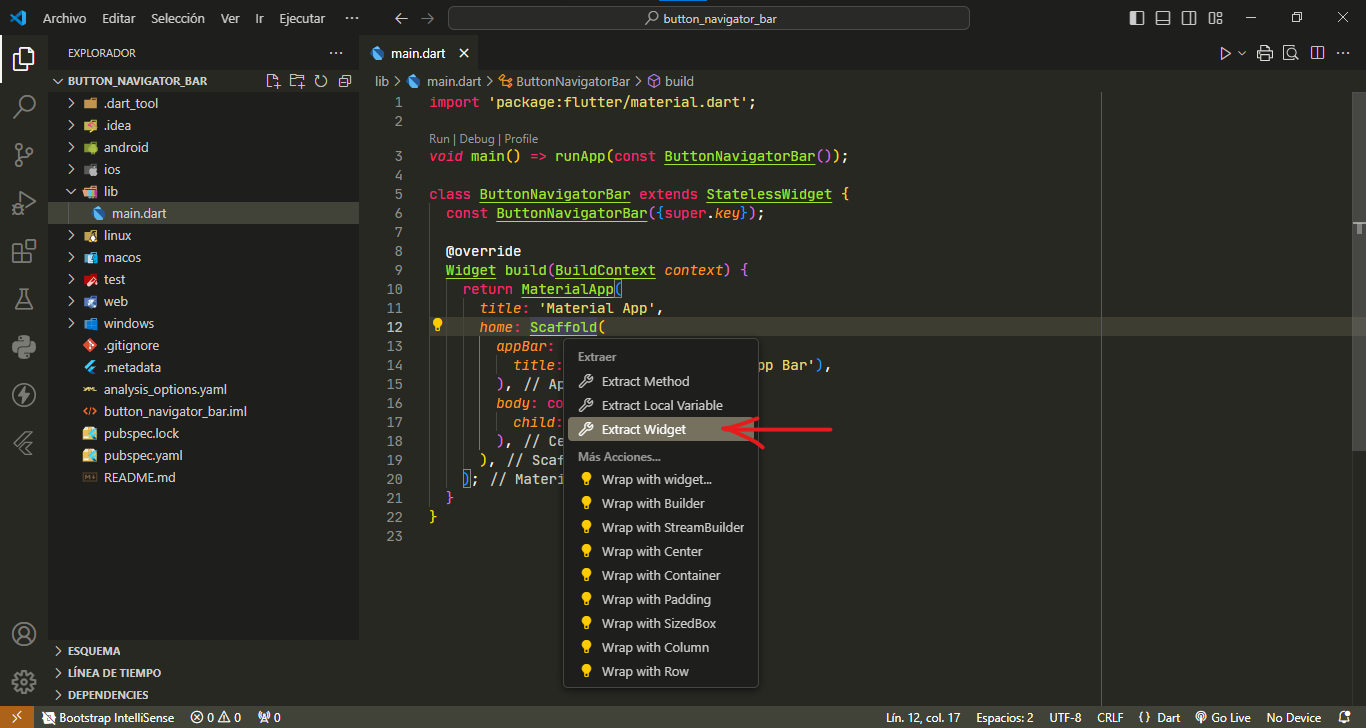 Archivo Editar Selección Ver Ir Ejecutar ··· button_navigator_bar
EXPLORADOR ···
BUTTON_NAVIGATOR_BAR
.dart_tool
.idea
android
ios
lib
main.dart
linux
macos
test
web
windows
.gitignore
.metadata
analysis_options.yaml
button_navigator_bar.iml
pubspec.lock
pubspec.yaml
README.md
ESQUEMA
LÍNEA DE TIEMPO
DEPENDENCIES
main.dart
lib > main.dart > ButtonNavigatorBar > build
1 import 'package:flutter/material.dart';
2
Run | Debug | Profile
3 void main() => runApp(const ButtonNavigatorBar());
4
5 class ButtonNavigatorBar extends StatelessWidget {
6 const ButtonNavigatorBar({super.key});
7
8 @override
9 Widget build(BuildContext context) {
10 return MaterialApp(
11 title: 'Material App',
12 home: Scaffold(
13 appBar:
14 title: pp Bar'),
15 ), // Ap
16 body: co
17 child:
18 ), // Ce
19 ), // Scaf
20 ); // Materi
21 }
22 }
23
Extraer
Extract Method
Extract Local Variable
Extract Widget
Más Acciones...
Wrap with widget...
Wrap with Builder
Wrap with StreamBuilder
Wrap with Center
Wrap with Container
Wrap with Padding
Wrap with SizedBox
Wrap with Column
Wrap with Row
Bootstrap IntelliSense 0 0 0 Lín. 12, col. 17 Espacios: 2 UTF-8 CRLF {} Dart Go Live No Device